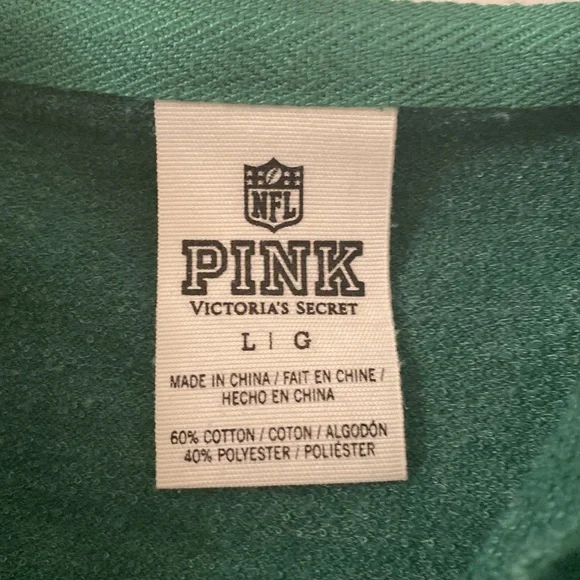 NFL
PINK
VICTORIA'S SECRET
L | G
MADE IN CHINA / FAIT EN CHINE /
HECHO EN CHINA
60% COTTON / COTON / ALGODÓN
40% POLYESTER / POLIÉSTER